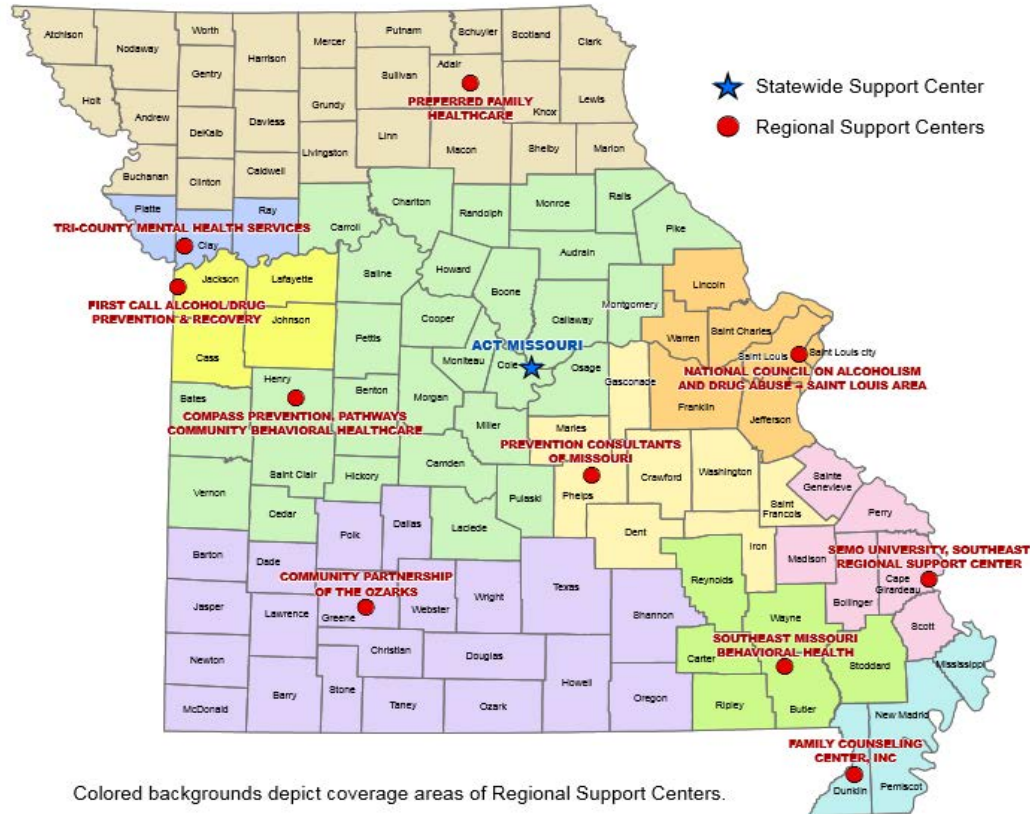 Atchison
Nodaway
Worth
Harrison
Mercer
Putnam
Schuyler
Scotland
Clark
Gentry
Sullivan
Adair
Holt
Andrew
DeKalb
Daviess
Grundy
Linn
Macon
Knox
Lewis
Livingston
Shelby
Marion
Buchanan
Clinton
Caldwell
PREFERRED FAMILY
HEALTHCARE
Statewide Support Center
Regional Support Centers
Platte
Clay
Ray
TRI-COUNTY MENTAL HEALTH SERVICES
Carroll
Chariton
Randolph
Monroe
Ralls
Pike
Audrain
Jackson
Lafayette
Saline
Howard
Boone
Callaway
Montgomery
Lincoln
FIRST CALL ALCOHOL/DRUG
PREVENTION & RECOVERY
Johnson
Cass
Pettis
Cooper
Moniteau
Cole
Osage
Gasconade
Warren
Saint Charles
Saint Louis
Saint Louis city
ACT MISSOURI
NATIONAL COUNCIL ON ALCOHOLISM
AND DRUG ABUSE – SAINT LOUIS AREA
Franklin
Jefferson
Bates
Henry
Benton
Morgan
Miller
Maries
COMPASS PREVENTION, PATHWAYS
COMMUNITY BEHAVIORAL HEALTHCARE
PREVENTION CONSULTANTS
OF MISSOURI
Vernon
Saint Clair
Hickory
Camden
Pulaski
Phelps
Crawford
Washington
Saint
Francois
Sainte
Genevieve
Perry
Cedar
Polk
Dallas
Laclede
Dent
Iron
Madison
Bollinger
Cape
Girardeau
Scott
SEMO UNIVERSITY, SOUTHEAST
REGIONAL SUPPORT CENTER
Barton
Dade
Jasper
Lawrence
Greene
Webster
Wright
Texas
Shannon
Reynolds
Wayne
COMMUNITY PARTNERSHIP
OF THE OZARKS
SOUTHEAST MISSOURI
BEHAVIORAL HEALTH
Newton
Christian
Douglas
Howell
Carter
Stoddard
Mississippi
McDonald
Barry
Stone
Taney
Ozark
Oregon
Ripley
Butler
New Madrid
FAMILY COUNSELING
CENTER, INC
Dunklin
Pemiscot
Colored backgrounds depict coverage areas of Regional Support Centers.